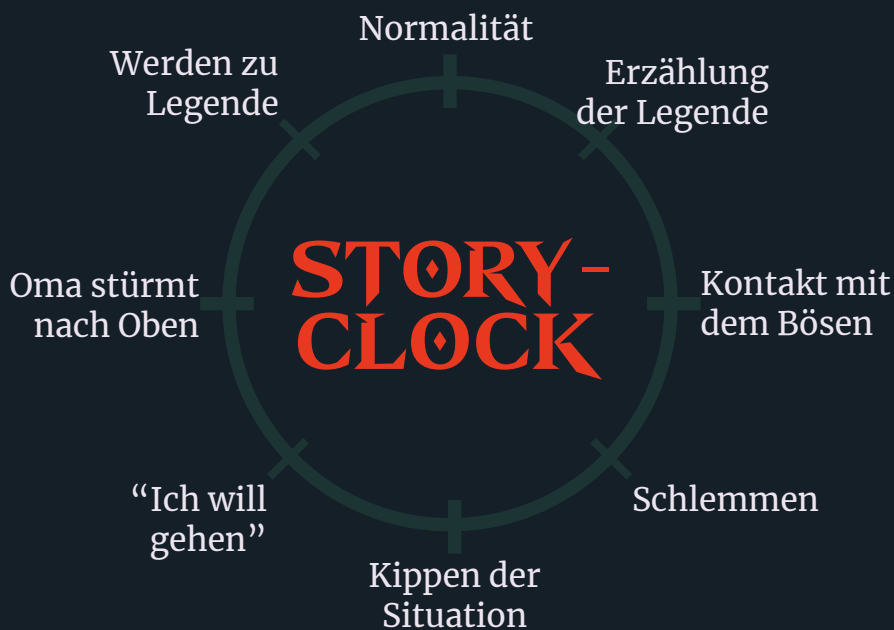 Normalität
Erzählung
der Legende
Kontakt mit
dem Bösen
Schlemmen
Kippen der
Situation
“Ich will
gehen”
Oma stürmt
nach Oben
Werden zu
Legende
STORY-
CLOCK